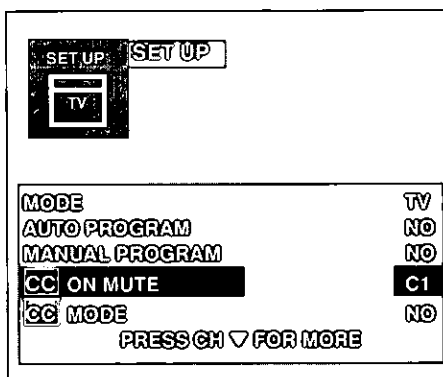 SET UP SET UP
TV
MODE TV
AUTO PROGRAM NO
MANUAL PROGRAM NO
CC ON MUTE C1
CC MODE NO
PRESS CH ▽ FOR MORE